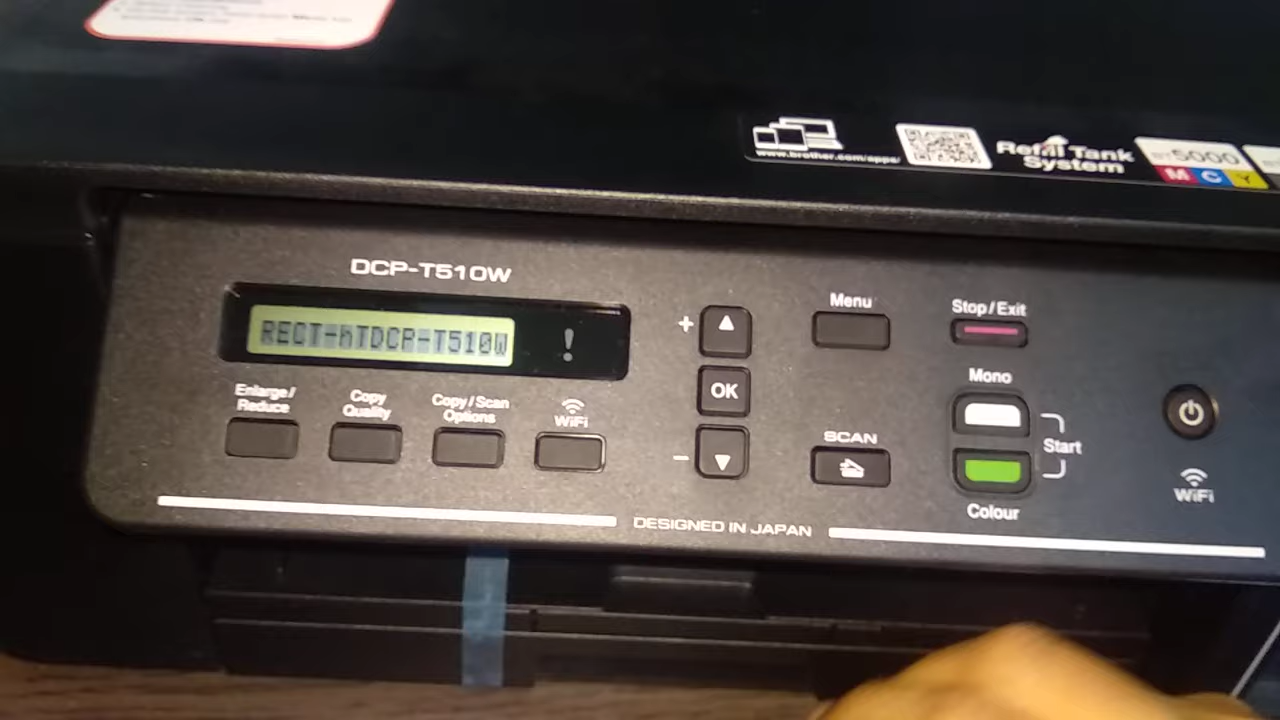 www.brother.com/apps/
Refill Tank
System
5000
M C Y
DCP-T510W
RECT-hTDCP-T510W
!
Enlarge/
Reduce
Copy
Quality
Copy/Scan
Options
WiFi
+
OK
-
Menu
SCAN
Stop/Exit
Mono
Start
Colour
WiFi
DESIGNED IN JAPAN